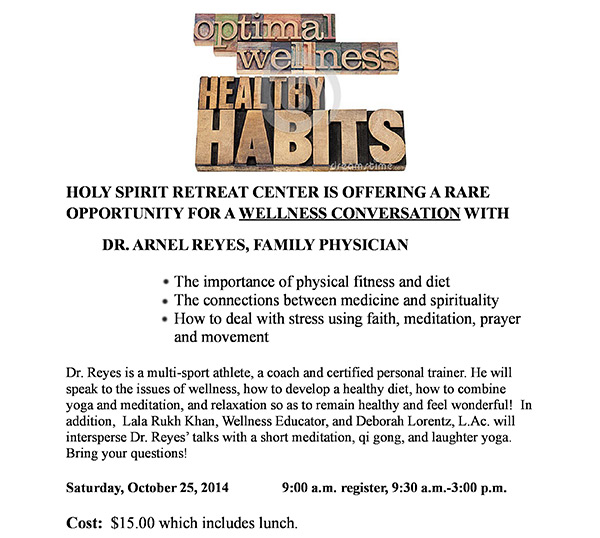 optimal
wellness
HEALTHY
HABITS
dreamstime
HOLY SPIRIT RETREAT CENTER IS OFFERING A RARE
OPPORTUNITY FOR A WELLNESS CONVERSATION WITH
DR. ARNEL REYES, FAMILY PHYSICIAN
• The importance of physical fitness and diet
• The connections between medicine and spirituality
• How to deal with stress using faith, meditation, prayer
and movement
Dr. Reyes is a multi-sport athlete, a coach and certified personal trainer. He will
speak to the issues of wellness, how to develop a healthy diet, how to combine
yoga and meditation, and relaxation so as to remain healthy and feel wonderful! In
addition, Lala Rukh Khan, Wellness Educator, and Deborah Lorentz, L.Ac. will
intersperse Dr. Reyes' talks with a short meditation, qi gong, and laughter yoga.
Bring your questions!
Saturday, October 25, 2014 9:00 a.m. register, 9:30 a.m.-3:00 p.m.
Cost: $15.00 which includes lunch.